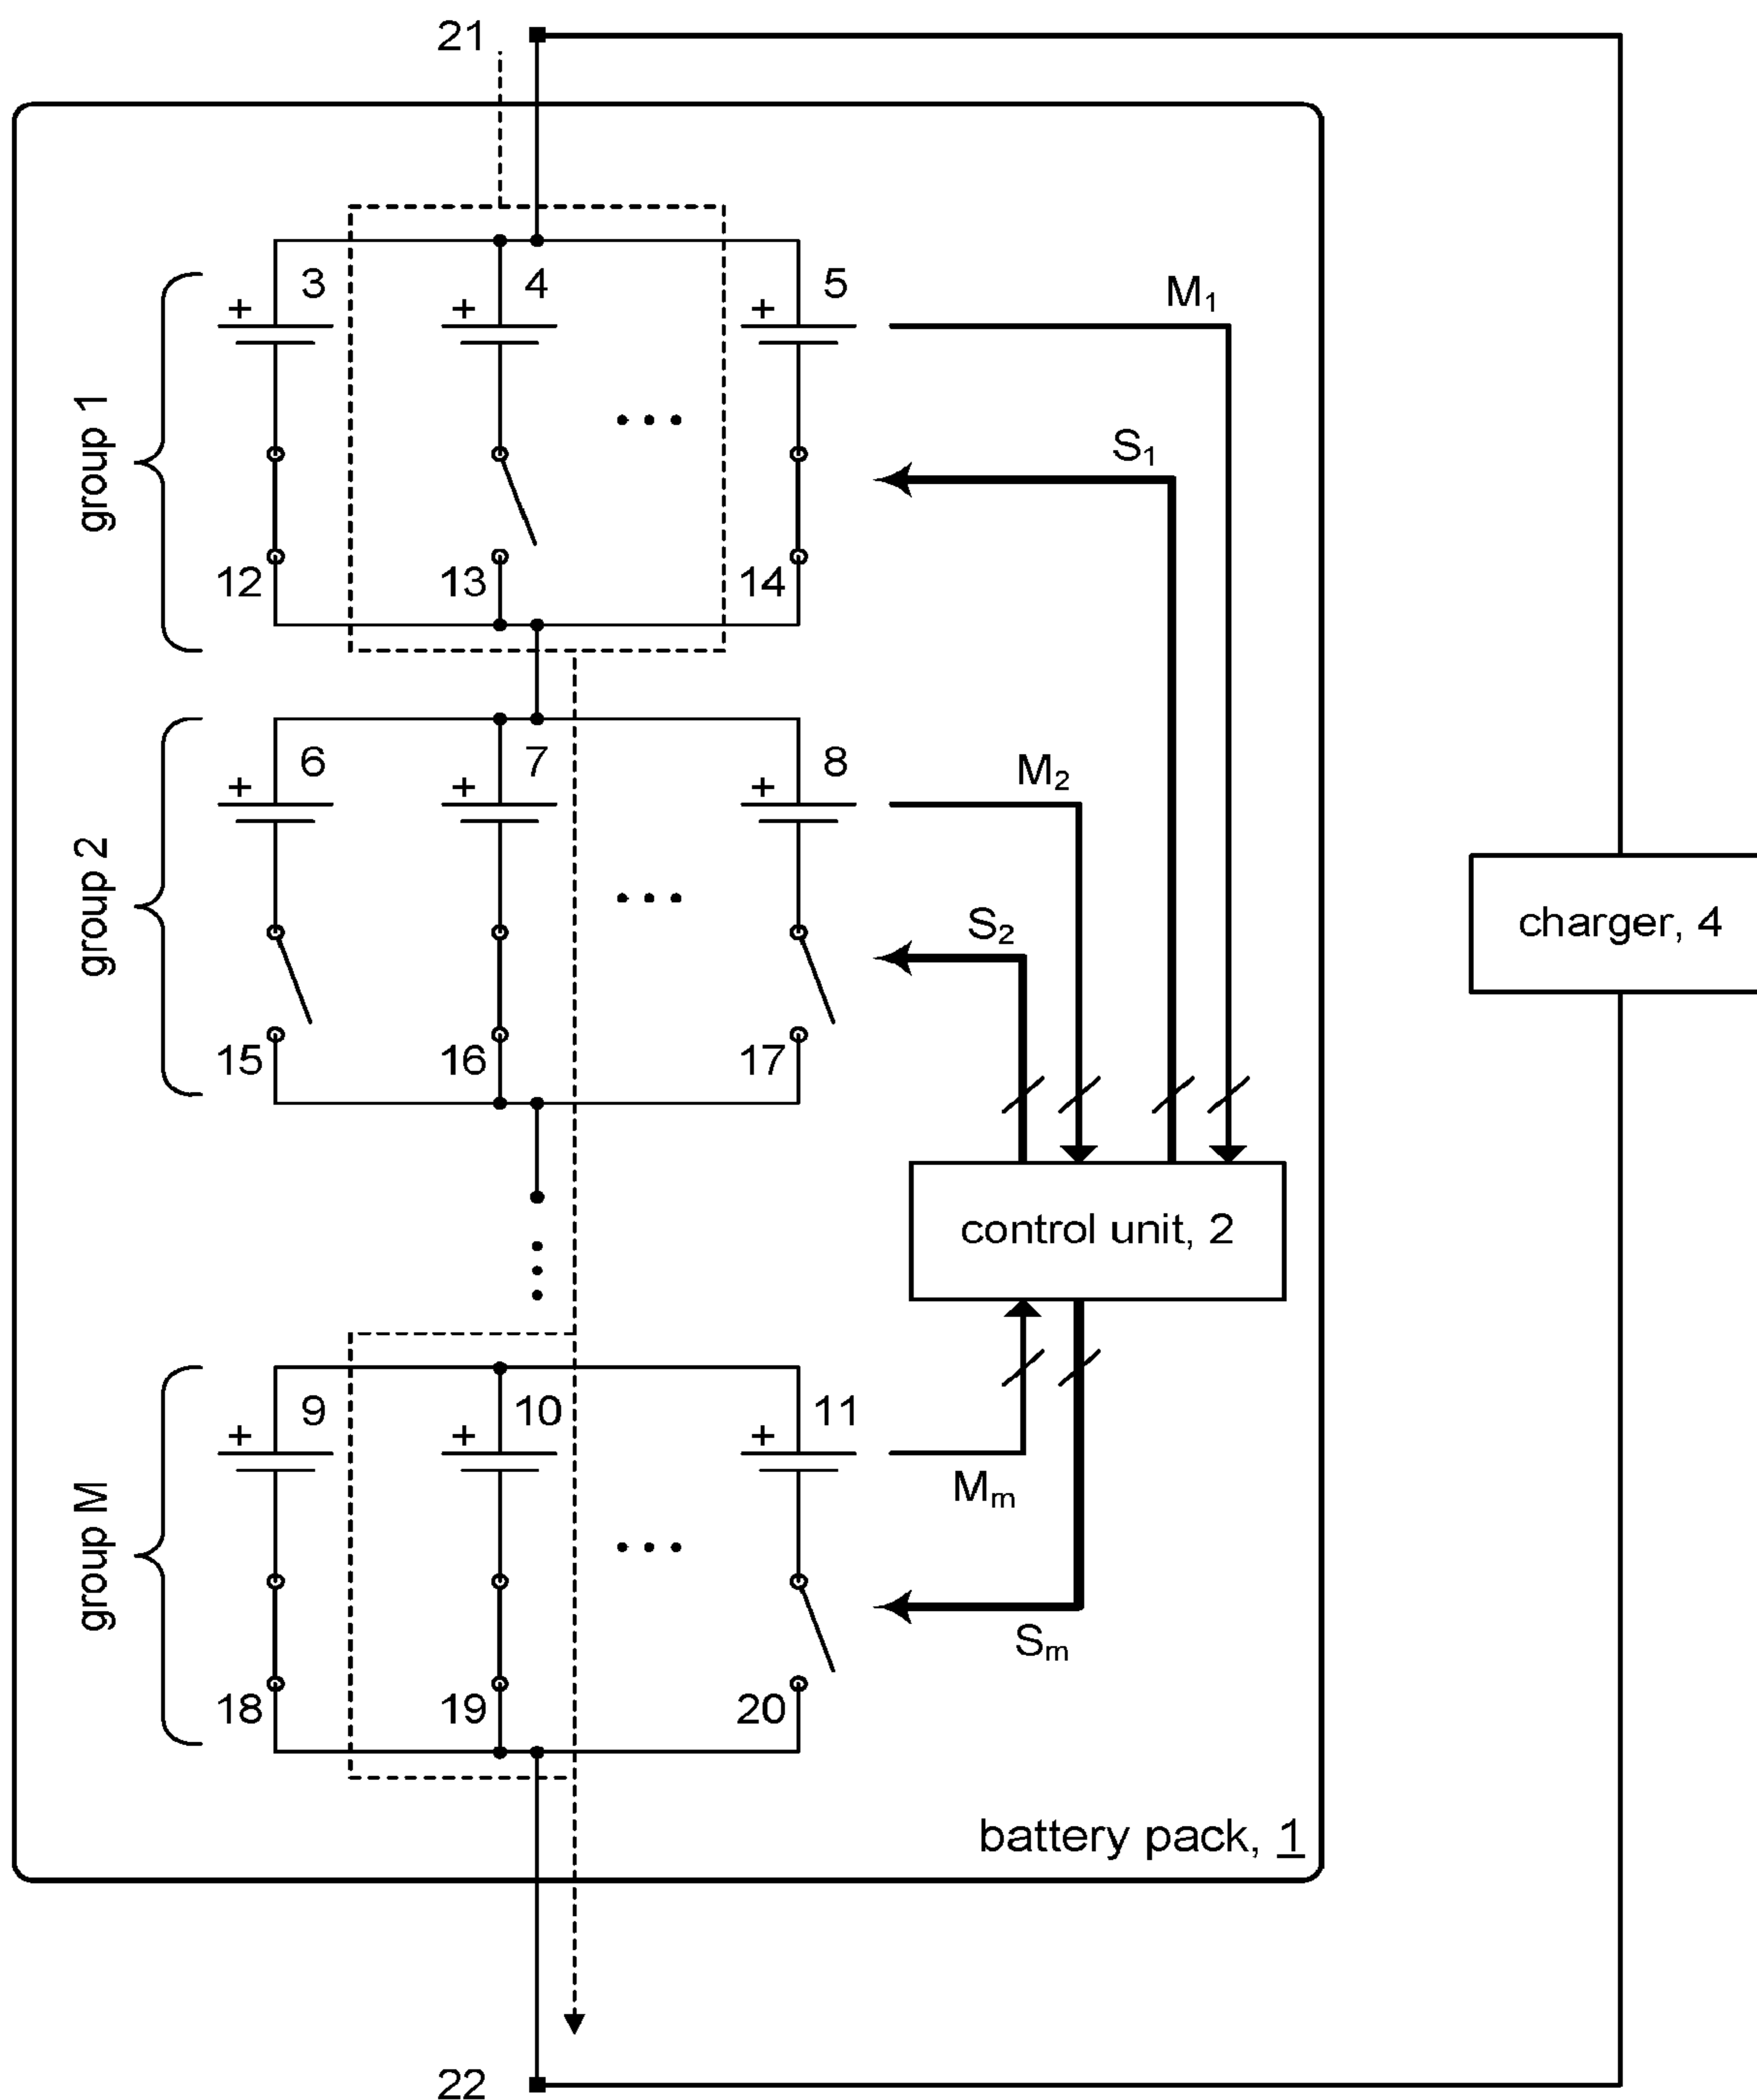 21
3
4
5
+
+
+
M1
S1
group 1
12
13
14
6
7
8
+
+
+
M2
S2
group 2
charger, 4
15
16
17
control unit, 2
9
10
11
+
+
+
Mm
group M
Sm
18
19
20
battery pack, 1
22